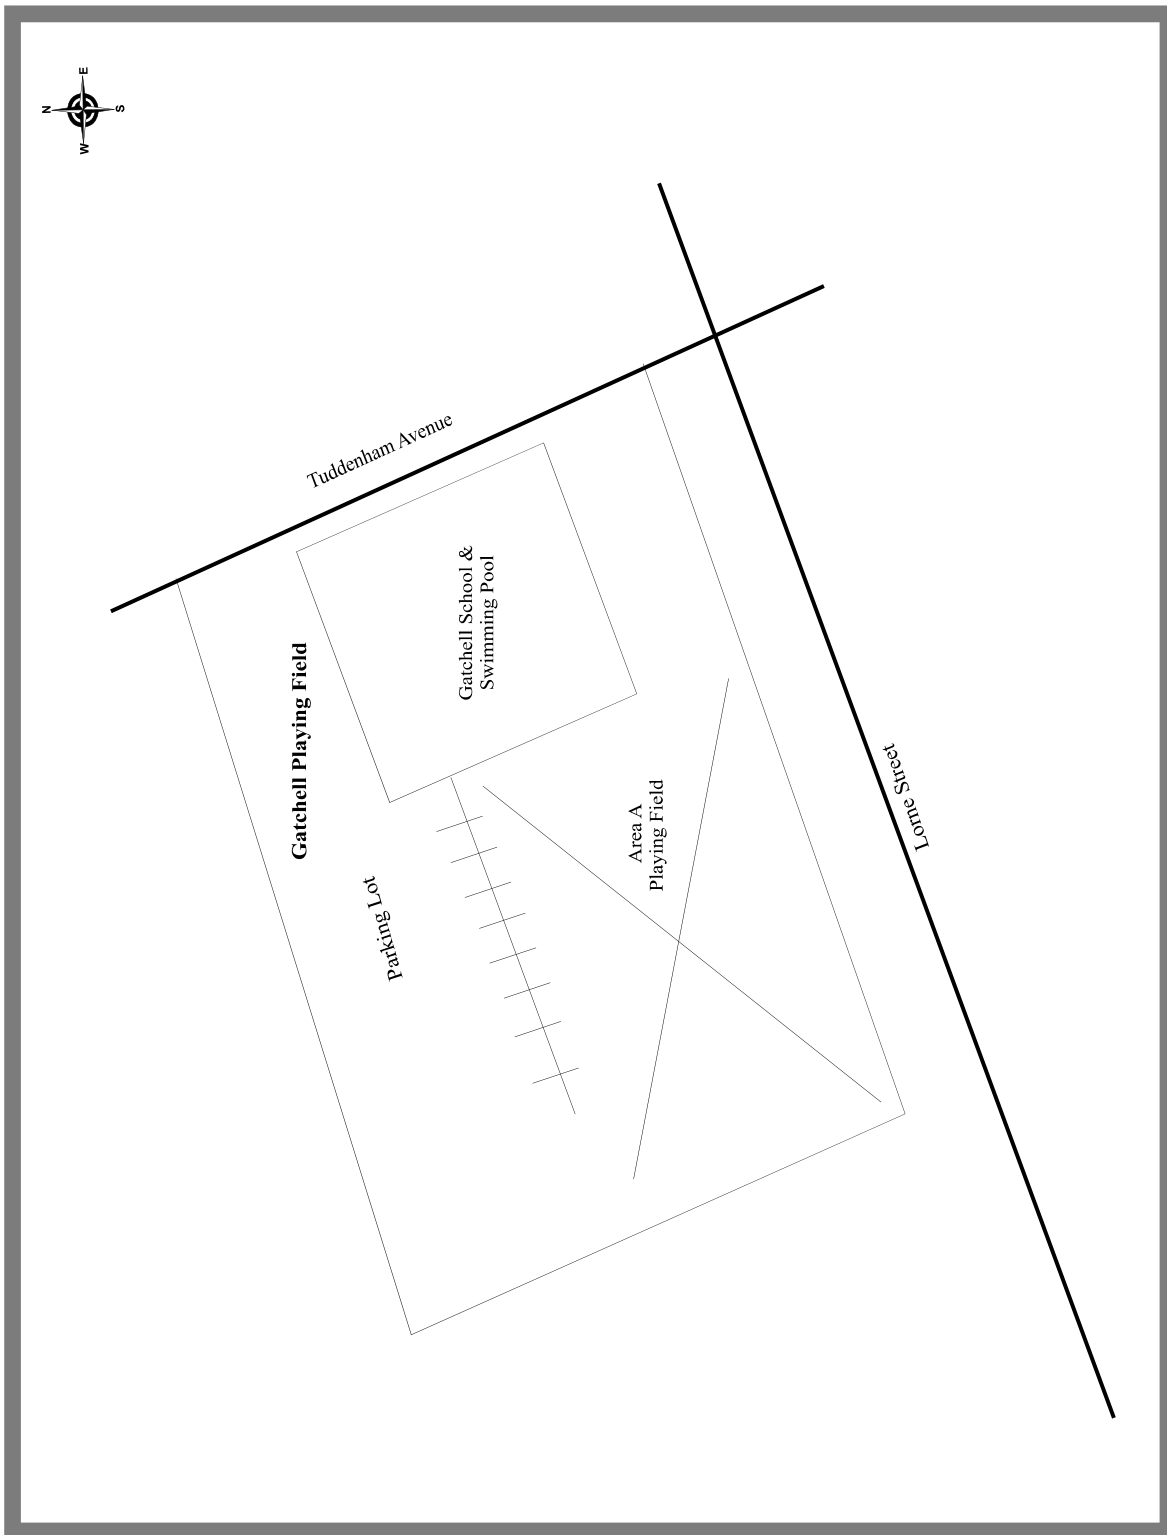 E
N
S
W
Tuddenham Avenue
Gatchell School &
Swimming Pool
Gatchell Playing Field
Parking Lot
Area A
Playing Field
Lorne Street